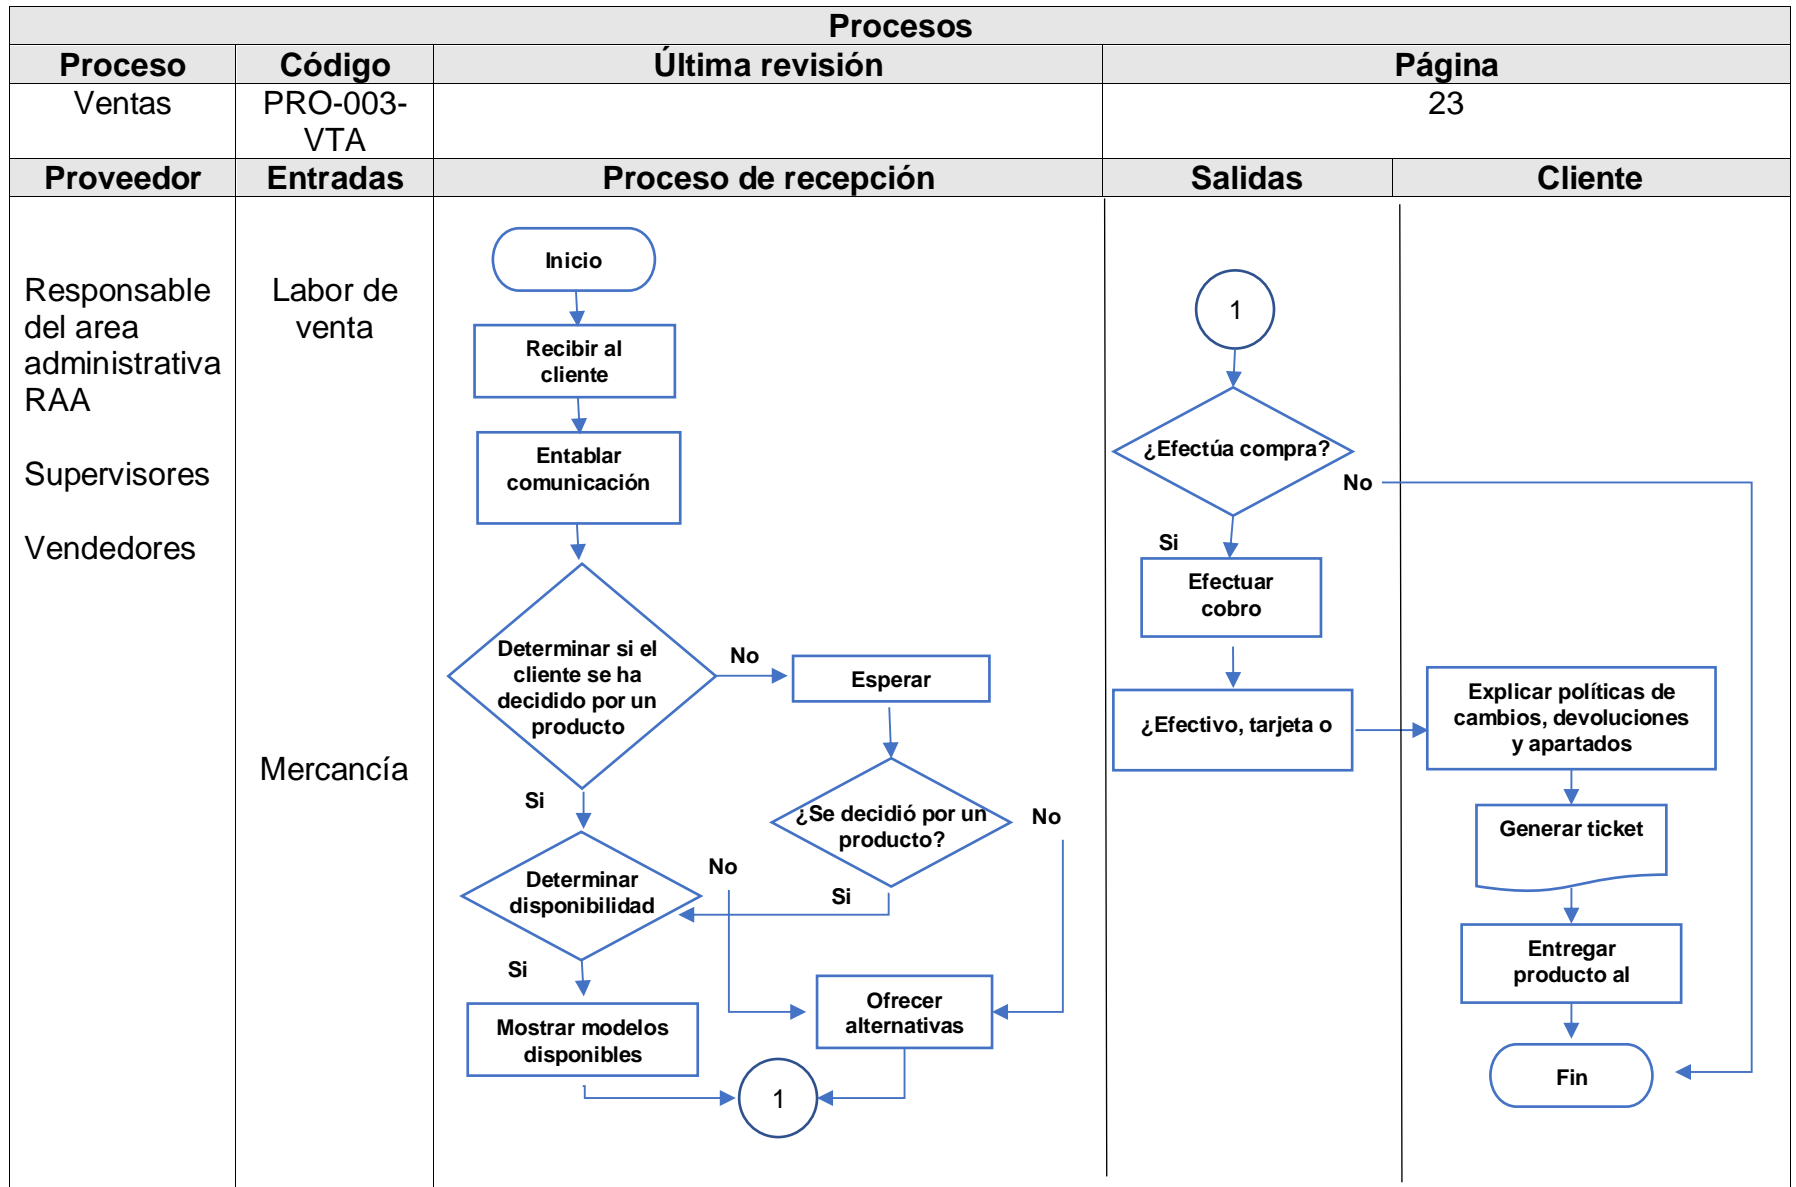 Procesos
Proceso
Código
Última revisión
Página
Ventas
PRO-003-
VTA
23
Proveedor
Entradas
Proceso de recepción
Salidas
Cliente
Responsable
del area
administrativa
RAA
Supervisores
Vendedores
Labor de
venta
Mercancía
Inicio
Recibir al
cliente
Entablar
comunicación
Determinar si el
cliente se ha
decidido por un
producto
No
Esperar
Si
¿Se decidió por un
producto?
No
Si
Determinar
disponibilidad
No
Si
Mostrar modelos
disponibles
Ofrecer
alternativas
1
1
¿Efectúa compra?
No
Si
Efectuar
cobro
¿Efectivo, tarjeta o
Explicar políticas de
cambios, devoluciones
y apartados
Generar ticket
Entregar
producto al
Fin